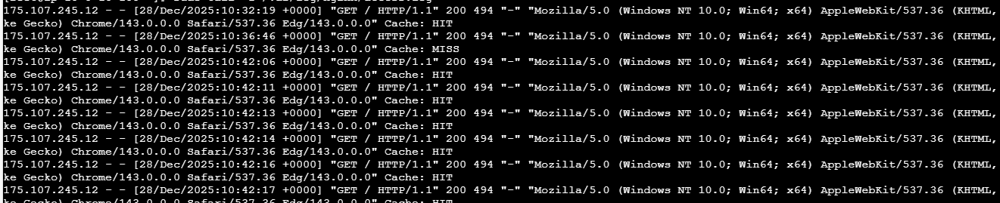 175.107.245.12 - - [28/Dec/2025:10:32:19 +0000] "GET / HTTP/1.1" 200 494 "-" "Mozilla/5.0 (Windows NT 10.0; Win64; x64) AppleWebKit/537.36 (KHTML,
ke Gecko) Chrome/143.0.0.0 Safari/537.36 Edg/143.0.0.0" Cache: HIT
175.107.245.12 - - [28/Dec/2025:10:36:46 +0000] "GET / HTTP/1.1" 200 494 "-" "Mozilla/5.0 (Windows NT 10.0; Win64; x64) AppleWebKit/537.36 (KHTML,
ke Gecko) Chrome/143.0.0.0 Safari/537.36 Edg/143.0.0.0" Cache: MISS
175.107.245.12 - - [28/Dec/2025:10:42:06 +0000] "GET / HTTP/1.1" 200 494 "-" "Mozilla/5.0 (Windows NT 10.0; Win64; x64) AppleWebKit/537.36 (KHTML,
ke Gecko) Chrome/143.0.0.0 Safari/537.36 Edg/143.0.0.0" Cache: HIT
175.107.245.12 - - [28/Dec/2025:10:42:11 +0000] "GET / HTTP/1.1" 200 494 "-" "Mozilla/5.0 (Windows NT 10.0; Win64; x64) AppleWebKit/537.36 (KHTML,
ke Gecko) Chrome/143.0.0.0 Safari/537.36 Edg/143.0.0.0" Cache: HIT
175.107.245.12 - - [28/Dec/2025:10:42:13 +0000] "GET / HTTP/1.1" 200 494 "-" "Mozilla/5.0 (Windows NT 10.0; Win64; x64) AppleWebKit/537.36 (KHTML,
ke Gecko) Chrome/143.0.0.0 Safari/537.36 Edg/143.0.0.0" Cache: HIT
175.107.245.12 - - [28/Dec/2025:10:42:14 +0000] "GET / HTTP/1.1" 200 494 "-" "Mozilla/5.0 (Windows NT 10.0; Win64; x64) AppleWebKit/537.36 (KHTML,
ke Gecko) Chrome/143.0.0.0 Safari/537.36 Edg/143.0.0.0" Cache: HIT
175.107.245.12 - - [28/Dec/2025:10:42:16 +0000] "GET / HTTP/1.1" 200 494 "-" "Mozilla/5.0 (Windows NT 10.0; Win64; x64) AppleWebKit/537.36 (KHTML,
ke Gecko) Chrome/143.0.0.0 Safari/537.36 Edg/143.0.0.0" Cache: HIT
175.107.245.12 - - [28/Dec/2025:10:42:17 +0000] "GET / HTTP/1.1" 200 494 "-" "Mozilla/5.0 (Windows NT 10.0; Win64; x64) AppleWebKit/537.36 (KHTML,
ke Gecko) Chrome/143.0.0.0 Safari/537.36 Edg/143.0.0.0" Cache: HIT